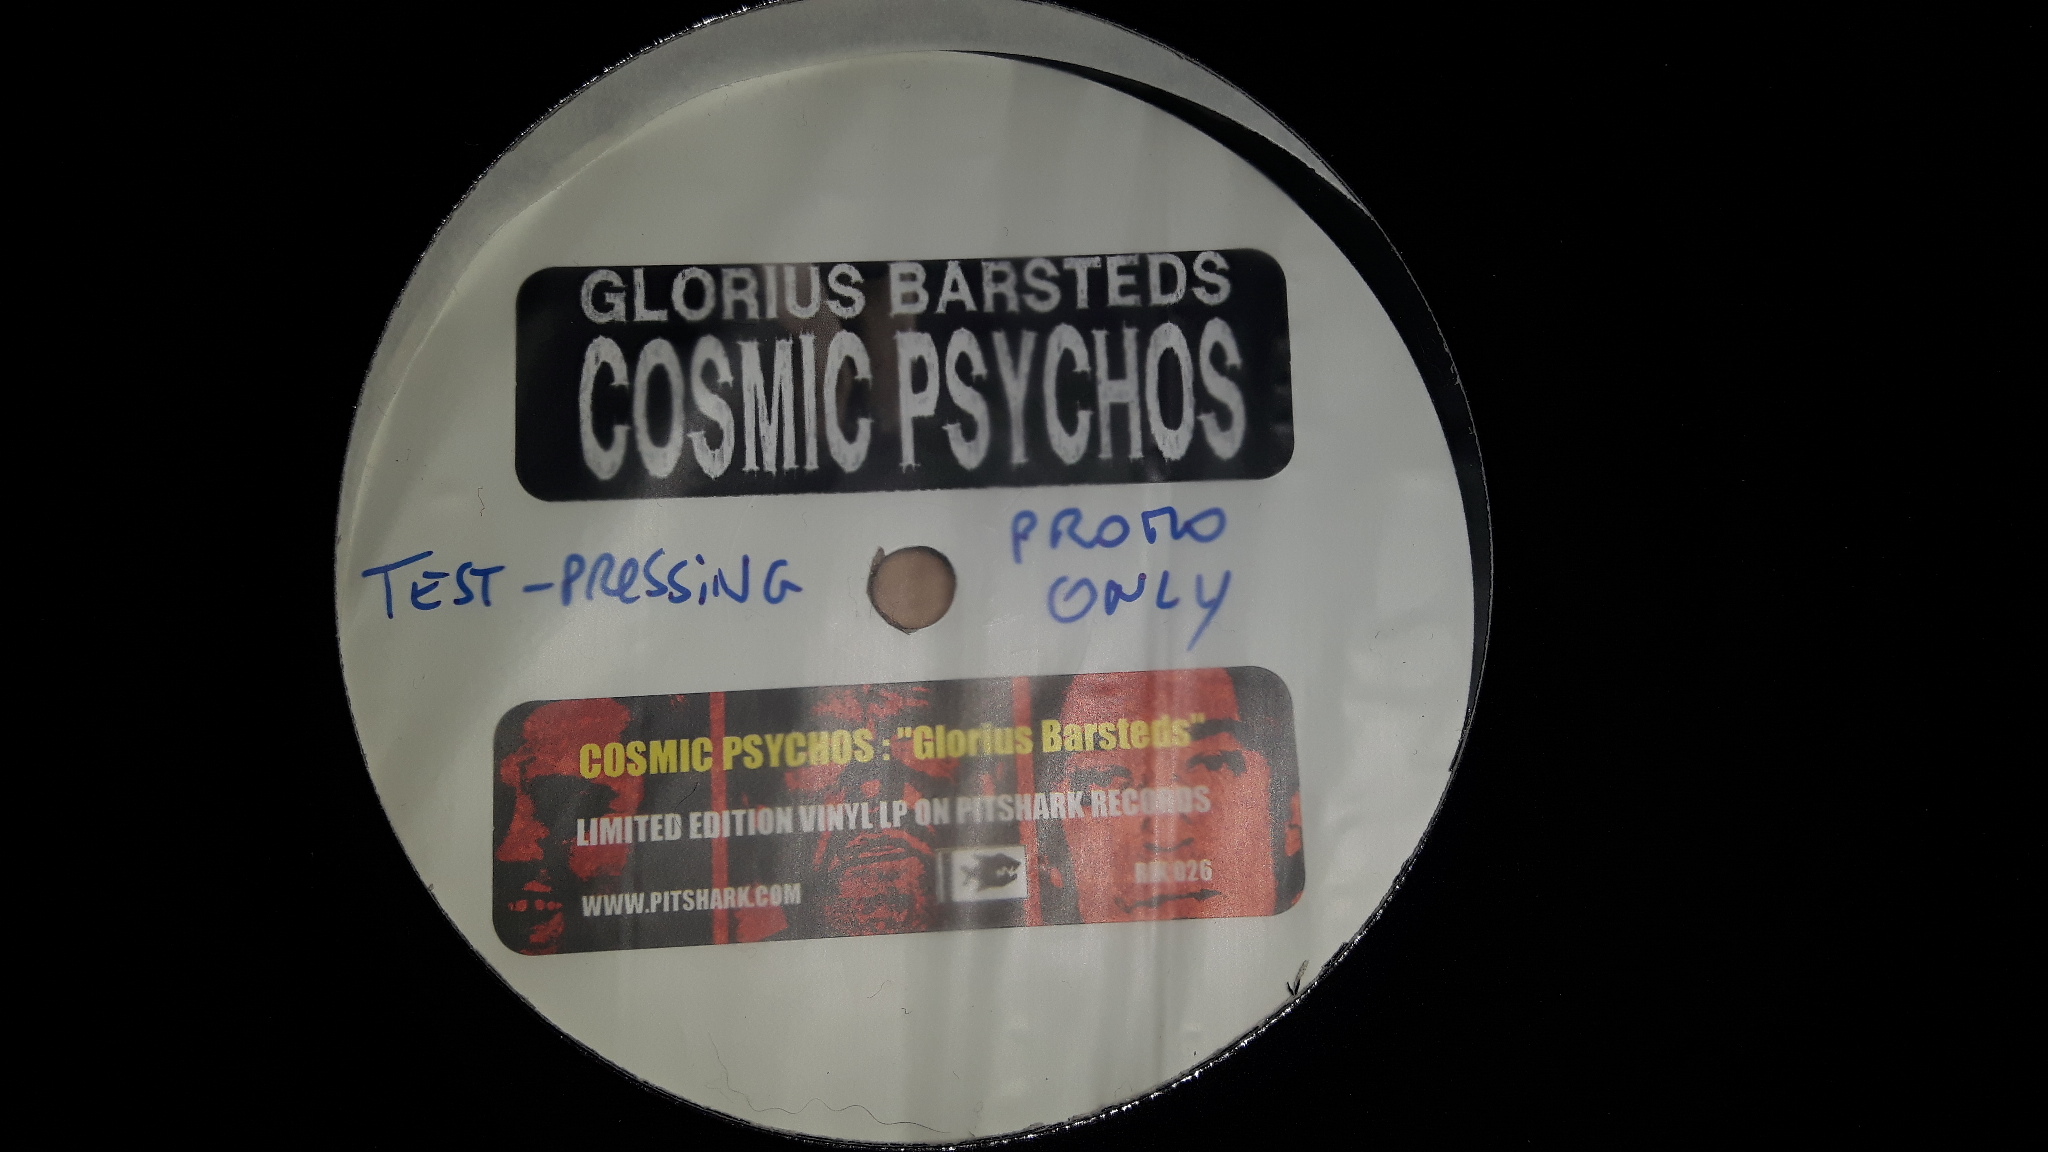 GLORIUS BARSTEDS
COSMIC PSYCHOS
TEST-PRESSING
PROMO
ONLY
COSMIC PSYCHOS : "Glorius Barsteds"
LIMITED EDITION VINYL LP ON PITSHARK RECORDS
WWW.PITSHARK.COM